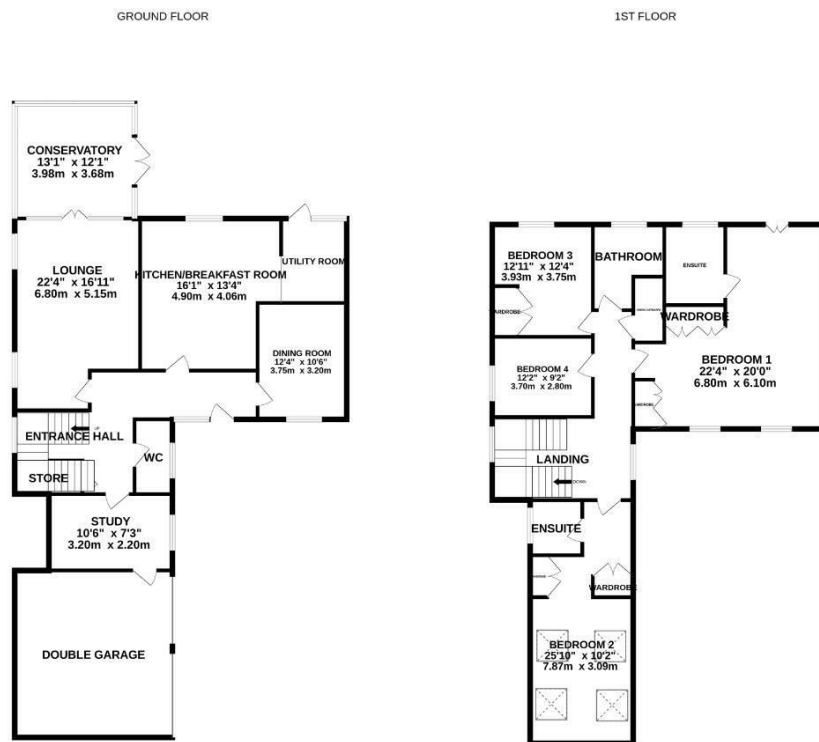 GROUND FLOOR
CONSERVATORY
13'1" x 12'1"
3.98m x 3.68m
LOUNGE
22'4" x 16'11"
6.80m x 5.15m
KITCHEN/BREAKFAST ROOM
16'1" x 13'4"
4.90m x 4.06m
UTILITY ROOM
DINING ROOM
12'4" x 10'6"
3.75m x 3.20m
UP
ENTRANCE HALL
WC
STORE
STUDY
10'6" x 7'3"
3.20m x 2.20m
DOUBLE GARAGE
1ST FLOOR
BEDROOM 3
12'11" x 12'4"
3.93m x 3.75m
BATHROOM
ENSUITE
WARDROBE
WARDROBE
BEDROOM 4
12'2" x 9'2"
3.70m x 2.80m
BEDROOM 1
22'4" x 20'0"
6.80m x 6.10m
WARDROBE
LANDING
DOWN
ENSUITE
WARDROBE
BEDROOM 2
25'10" x 10'2"
7.87m x 3.09m